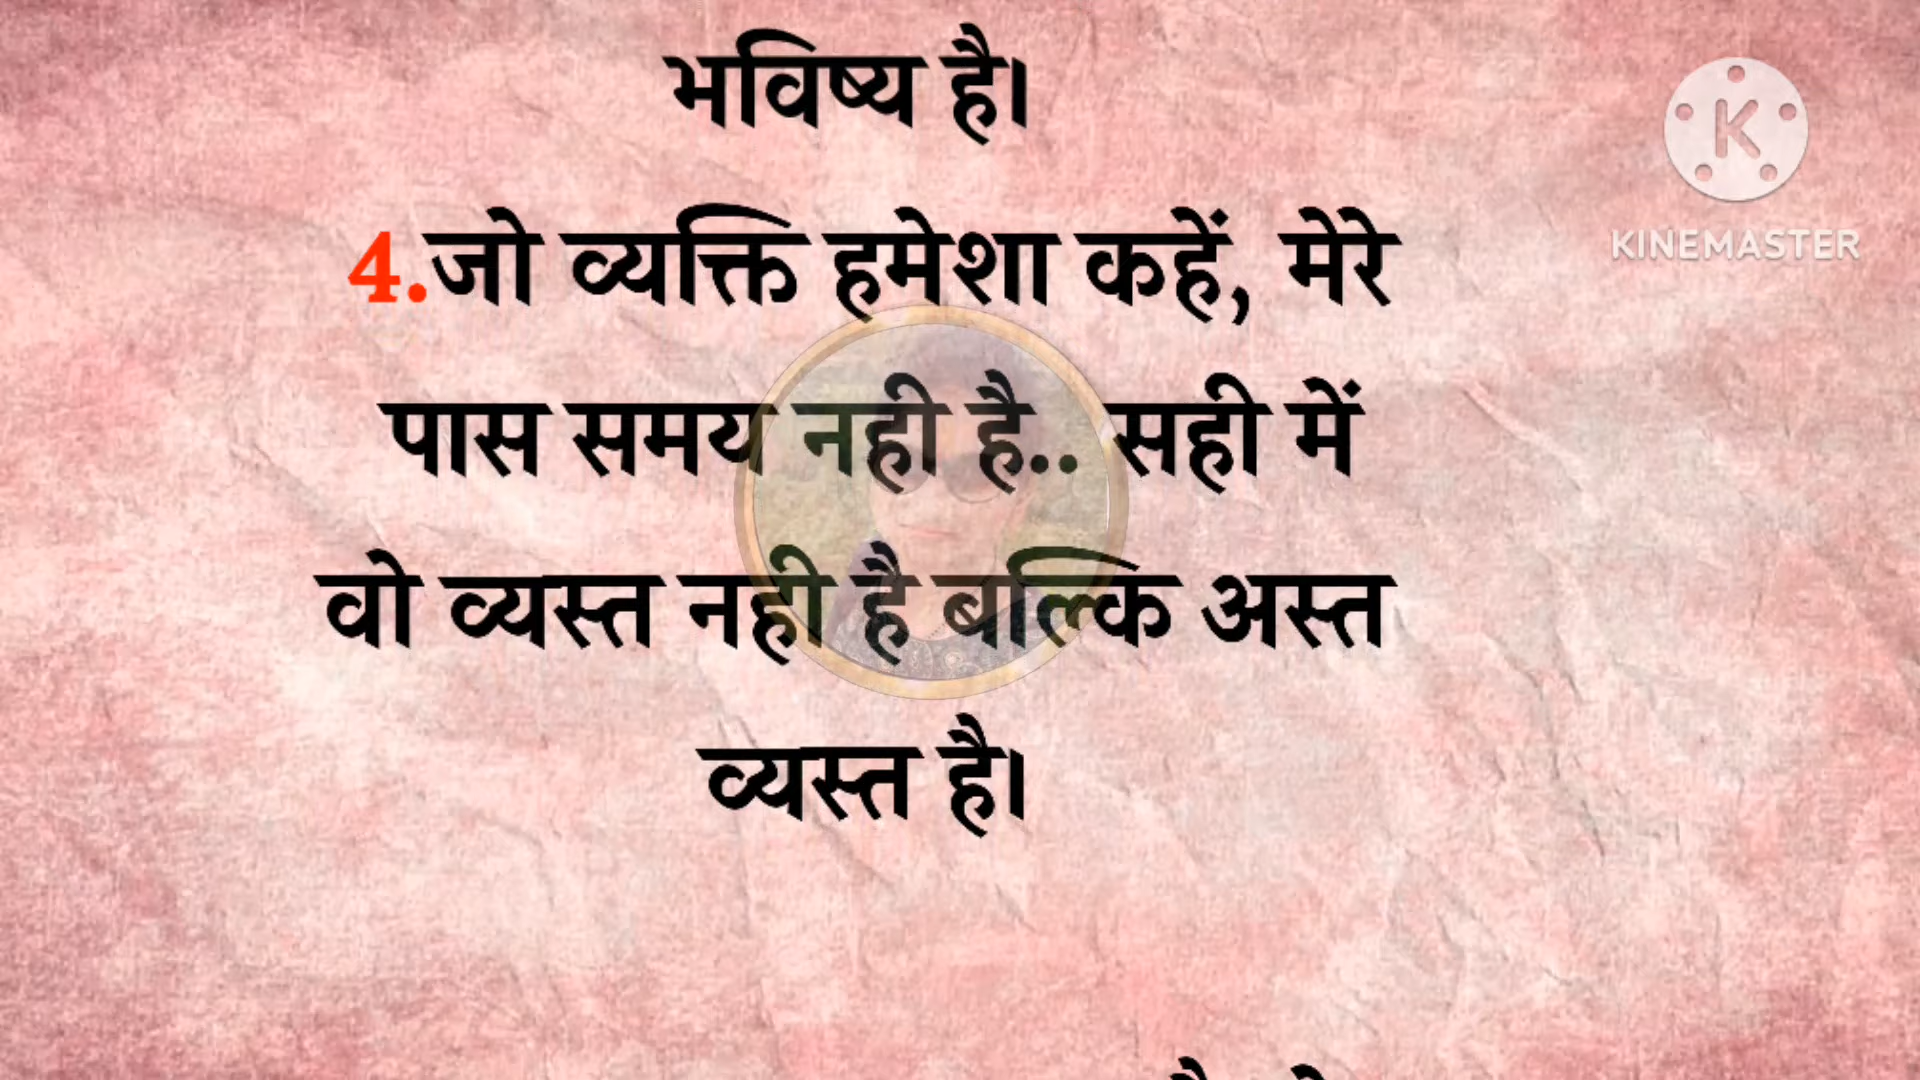 भविष्य है।
KINEMASTER
4.जो व्यक्ति हमेशा कहें, मेरे
पास समय नही है.. सही में
वो व्यस्त नही है बल्कि अस्त
व्यस्त है।